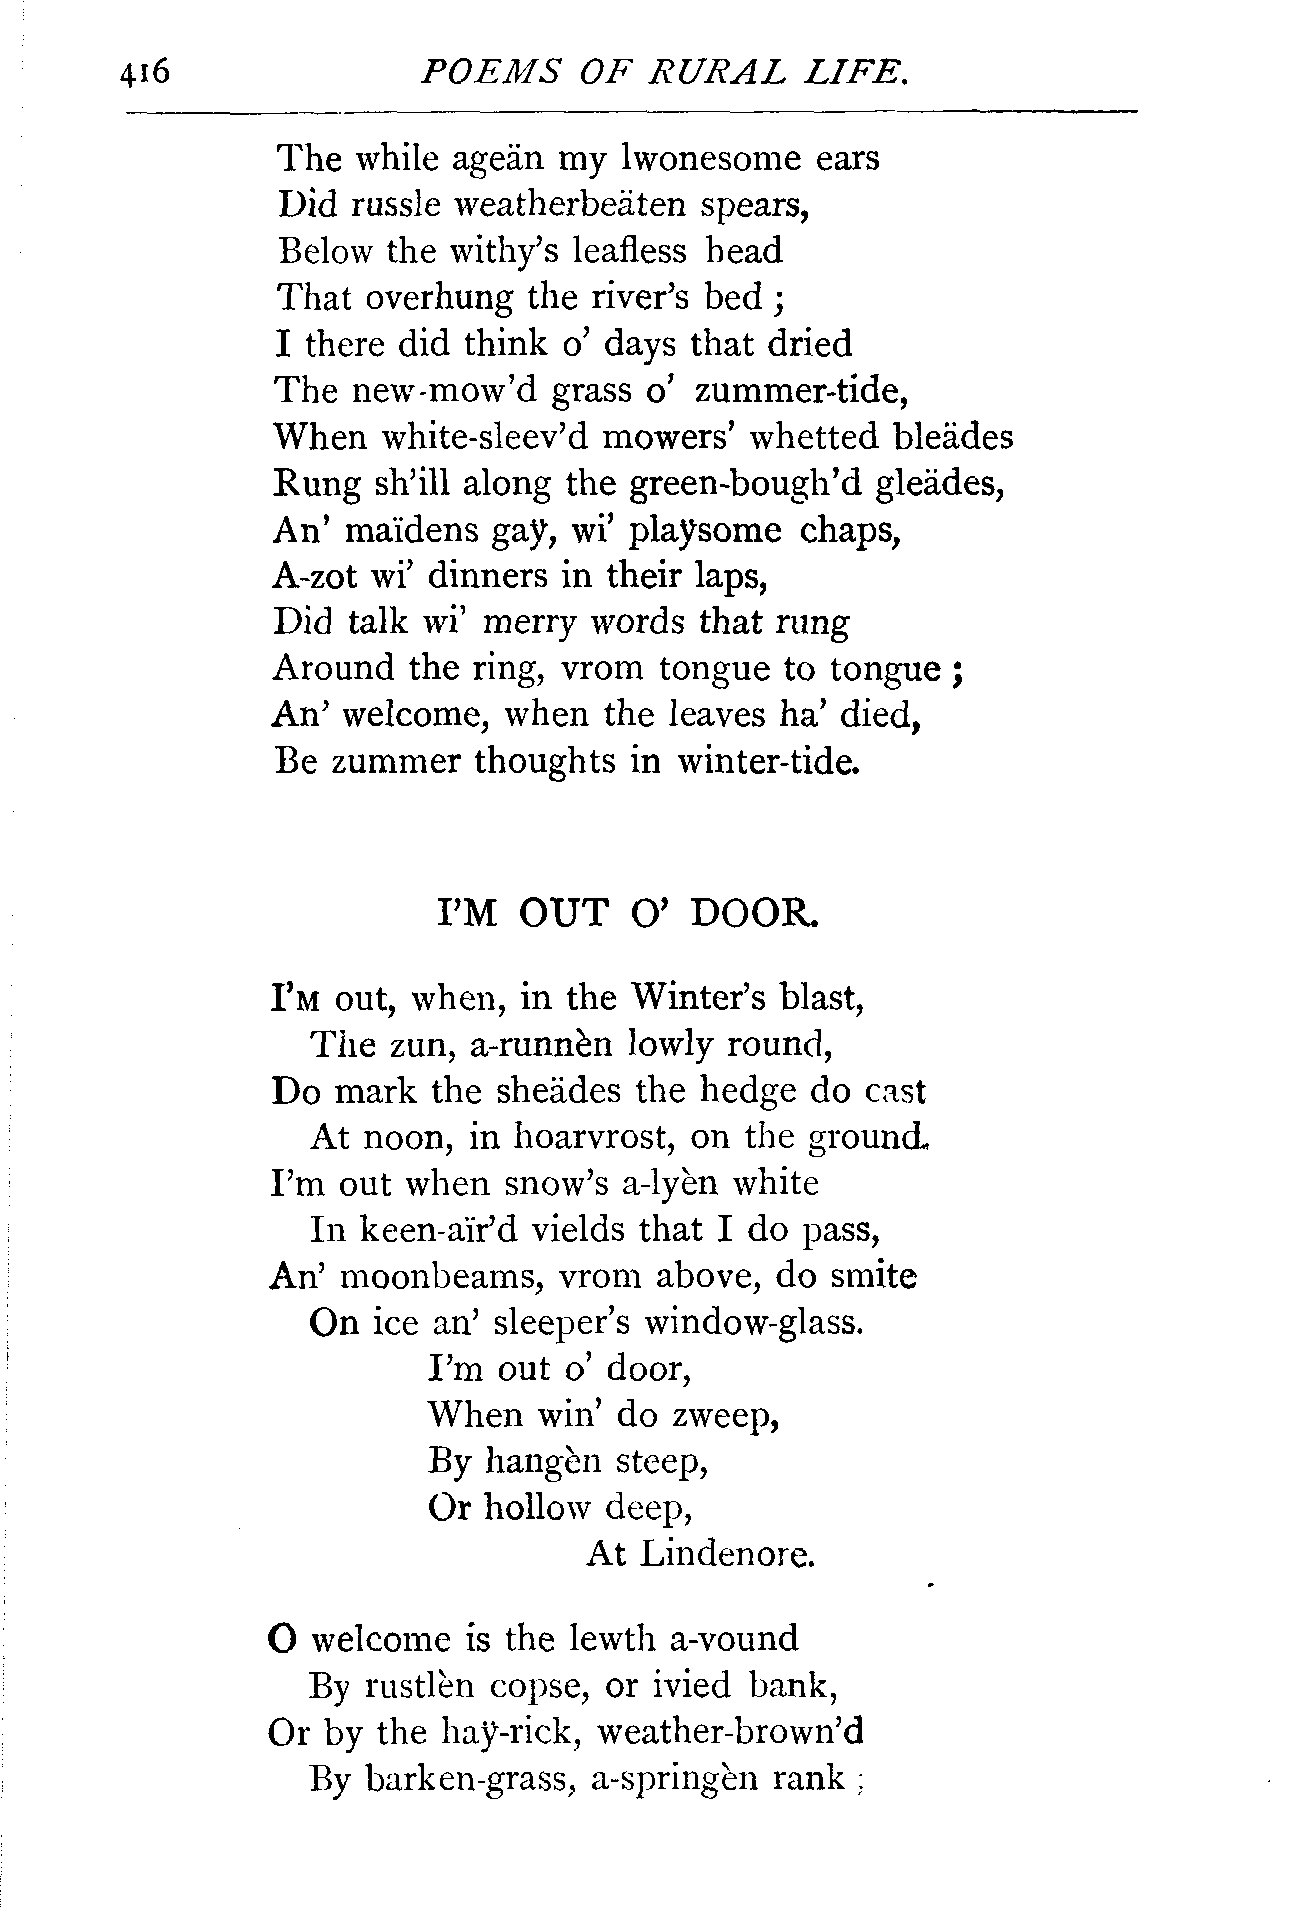 416 POEMS OF RURAL LIFE.
The while ageän my lwonesome ears
Did russle weatherbeäten spears,
Below the withy's leafless head
That overhung the river's bed ;
I there did think o' days that dried
The new-mow'd grass o' zummer-tide,
When white-sleev'd mowers' whetted bleädes
Rung sh'ill along the green-bough'd gleädes,
An' maïdens gaÿ, wi' plaÿsome chaps,
A-zot wi' dinners in their laps,
Did talk wi' merry words that rung
Around the ring, vrom tongue to tongue ;
An' welcome, when the leaves ha' died,
Be zummer thoughts in winter-tide.
I'M OUT O' DOOR.
I'M out, when, in the Winter's blast,
The zun, a-runnèn lowly round,
Do mark the sheädes the hedge do cast
At noon, in hoarvrost, on the ground.
I'm out when snow's a-lyèn white
In keen-aïr'd vields that I do pass,
An' moonbeams, vrom above, do smite
On ice an' sleeper's window-glass.
I'm out o' door,
When win' do zweep,
By hangèn steep,
Or hollow deep,
At Lindenore.
O welcome is the lewth a-vound
By rustlèn copse, or ivied bank,
Or by the haÿ-rick, weather-brown'd
By barken-grass, a-springèn rank ;